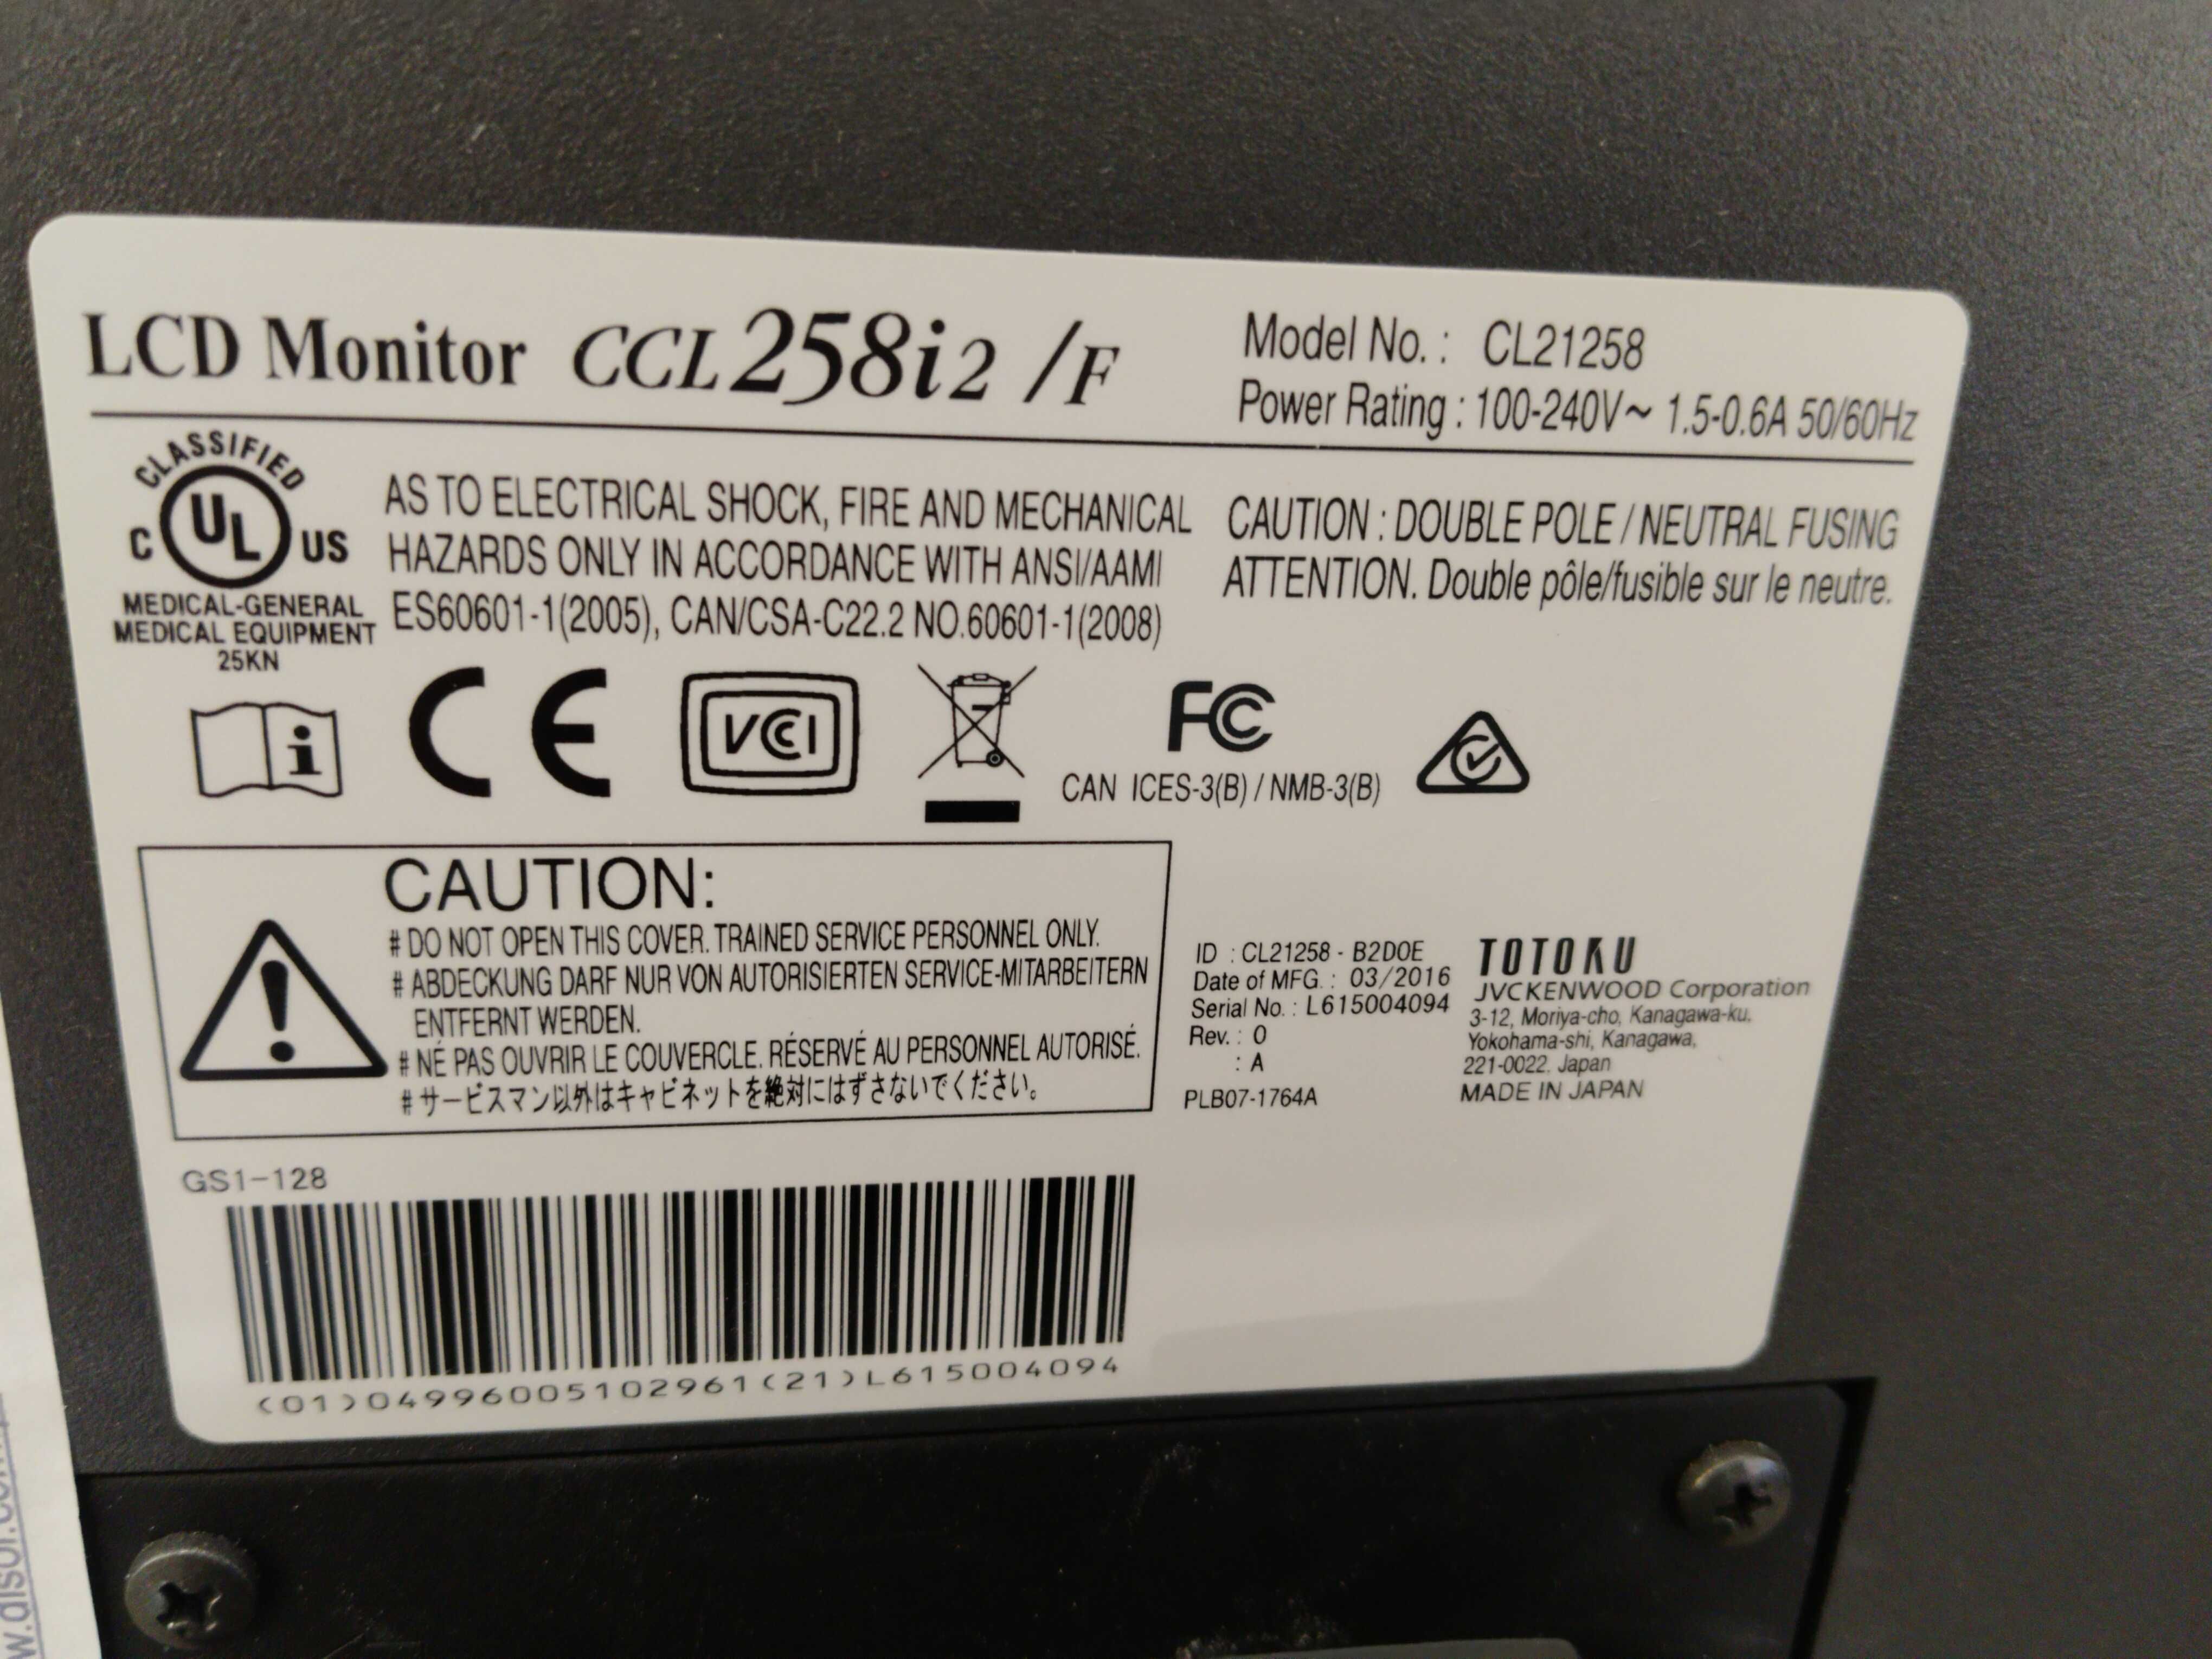 LCD Monitor CCL258i2 /F
Model No. : CL21258
Power Rating : 100-240V~ 1.5-0.6A 50/60Hz
CLASSIFIED
C UL US
MEDICAL-GENERAL
MEDICAL EQUIPMENT
25KN
AS TO ELECTRICAL SHOCK, FIRE AND MECHANICAL
HAZARDS ONLY IN ACCORDANCE WITH ANSI/AAMI
ES60601-1(2005), CAN/CSA-C22.2 NO.60601-1(2008)
CAUTION : DOUBLE POLE / NEUTRAL FUSING
ATTENTION. Double pôle/fusible sur le neutre.
i
CE
VCI
FC
CAN ICES-3(B) / NMB-3(B)
CAUTION:
# DO NOT OPEN THIS COVER. TRAINED SERVICE PERSONNEL ONLY.
# ABDECKUNG DARF NUR VON AUTORISIERTEN SERVICE-MITARBEITERN
ENTFERNT WERDEN.
# NÉ PAS OUVRIR LE COUVERCLE. RÉSERVÉ AU PERSONNEL AUTORISÉ.
# サービスマン以外はキャビネットを絶対にはずさないでください。
ID : CL21258 - B2D0E
Date of MFG. : 03/2016
Serial No. : L615004094
Rev. : 0
: A
PLB07-1764A
TOTOKU
JVCKENWOOD Corporation
3-12, Moriya-cho, Kanagawa-ku,
Yokohama-shi, Kanagawa,
221-0022, Japan
MADE IN JAPAN
GS1-128
(01)04996005102961(21)L615004094